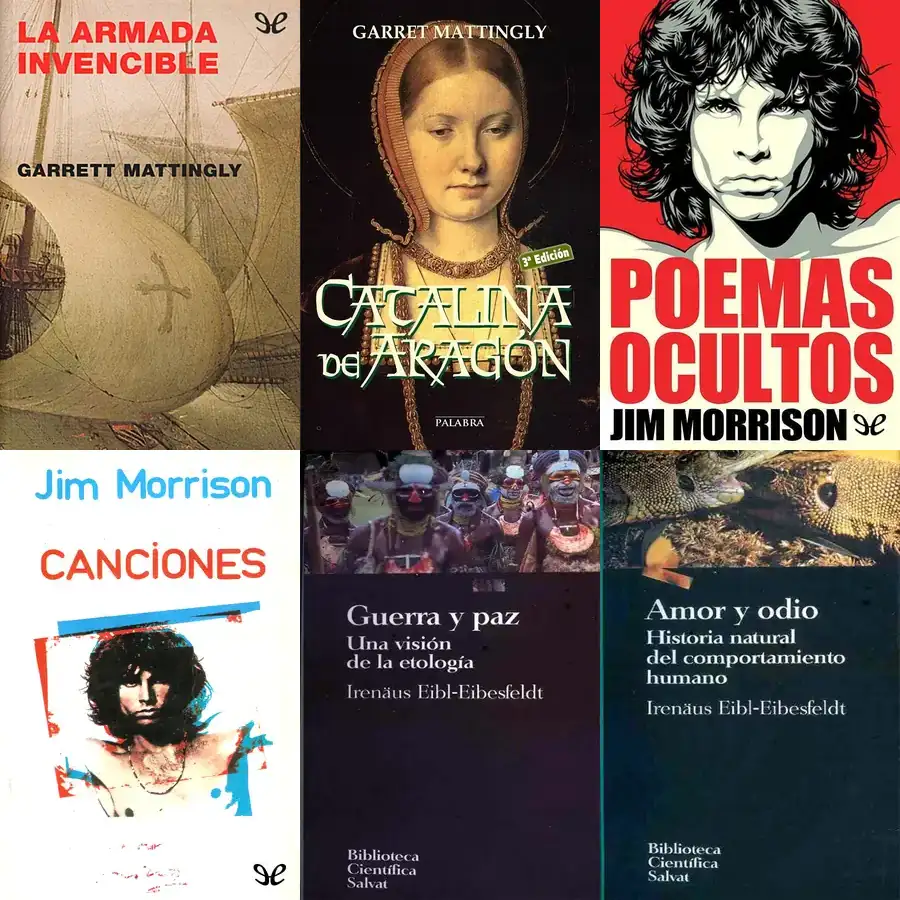 LA ARMADA
INVENCIBLE
GARRETT MATTINGLY
GARRET MATTINGLY
3ª Edición
CATALINA
DE ARAGÓN
PALABRA
POEMAS
OCULTOS
JIM MORRISON
Jim Morrison
CANCIONES
Guerra y paz
Una visión
de la etología
Irenäus Eibl-Eibesfeldt
Biblioteca
Científica
Salvat
Amor y odio
Historia natural
del comportamiento
humano
Irenäus Eibl-Eibesfeldt
Biblioteca
Científica
Salvat